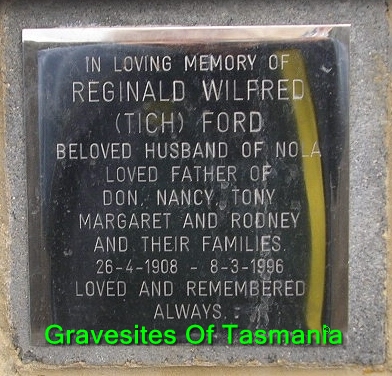 IN LOVING MEMORY OF
REGINALD WILFRED
(TICH) FORD
BELOVED HUSBAND OF NOLA
LOVED FATHER OF
DON, NANCY, TONY
MARGARET AND RODNEY
AND THEIR FAMILIES.
26-4-1908 - 8-3-1996
LOVED AND REMEMBERED
ALWAYS.
Gravesites Of Tasmania